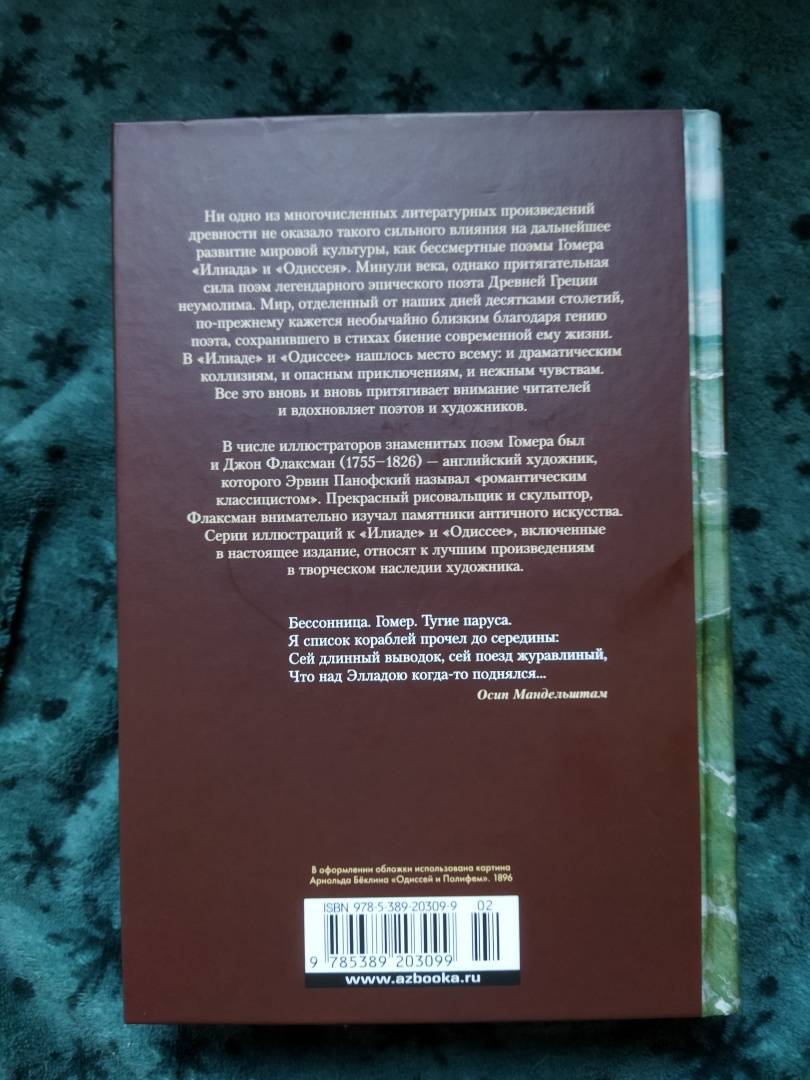 Ни одно из многочисленных литературных произведений
древности не оказало такого сильного влияния на дальнейшее
развитие мировой культуры, как бессмертные поэмы Гомера
«Илиада» и «Одиссея». Минули века, однако притягательная
сила поэм легендарного эпического поэта Древней Греции
неумолима. Мир, отделенный от наших дней десятками столетий,
по-прежнему кажется необычайно близким благодаря гению
поэта, сохранившего в стихах биение современной ему жизни.
В «Илиаде» и «Одиссее» нашлось место всему: и драматическим
коллизиям, и опасным приключениям, и нежным чувствам.
Все это вновь и вновь притягивает внимание читателей
и вдохновляет поэтов и художников.
В числе иллюстраторов знаменитых поэм Гомера был
и Джон Флаксман (1755–1826) — английский художник,
которого Эрвин Панофский называл «романтическим
классицистом». Прекрасный рисовальщик и скульптор,
Флаксман внимательно изучал памятники античного искусства.
Серии иллюстраций к «Илиаде» и «Одиссее», включенные
в настоящее издание, относят к лучшим произведениям
в творческом наследии художника.
Бессонница. Гомер. Тугие паруса.
Я список кораблей прочел до середины:
Сей длинный выводок, сей поезд журавлиный,
Что над Элладою когда-то поднялся...
Осип Мандельштам
В оформлении обложки использована картина
Арнольда Бёклина «Одиссей и Полифем». 1896
ISBN 978-5-389-20309-9 02
9 785389 203099
www.azbooka.ru